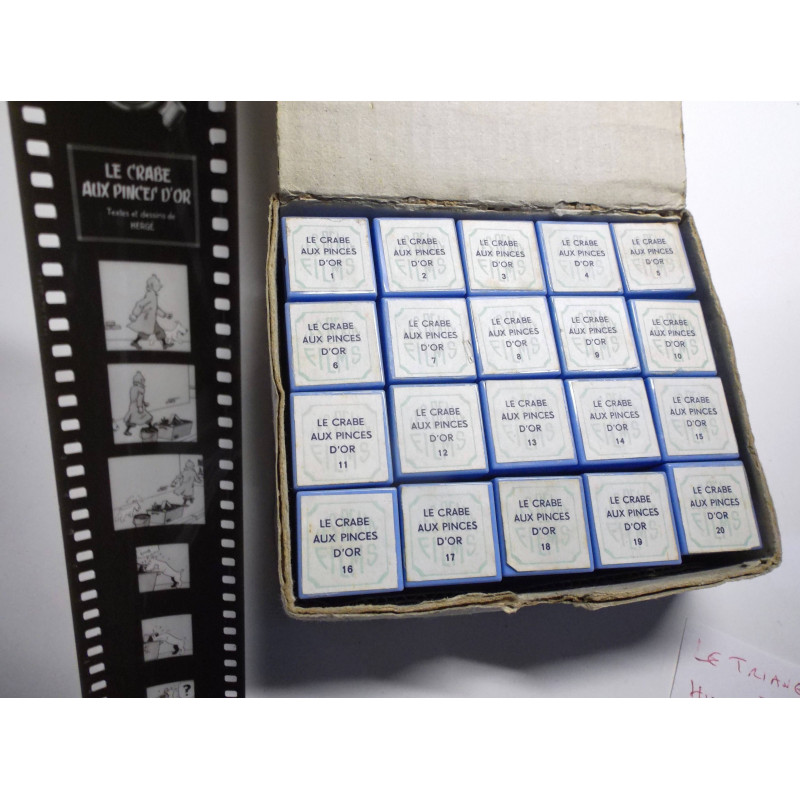 LE CRABE
AUX PINCES D'OR
Textes et dessins de
HERGÉ
?
LE CRABE
AUX PINCES
D'OR
1
LE CRABE
AUX PINCES
D'OR
2
LE CRABE
AUX PINCES
D'OR
3
LE CRABE
AUX PINCES
D'OR
4
LE CRABE
AUX PINCES
D'OR
5
LE CRABE
AUX PINCES
D'OR
6
LE CRABE
AUX PINCES
D'OR
7
LE CRABE
AUX PINCES
D'OR
8
LE CRABE
AUX PINCES
D'OR
9
LE CRABE
AUX PINCES
D'OR
10
LE CRABE
AUX PINCES
D'OR
11
LE CRABE
AUX PINCES
D'OR
12
LE CRABE
AUX PINCES
D'OR
13
LE CRABE
AUX PINCES
D'OR
14
LE CRABE
AUX PINCES
D'OR
15
LE CRABE
AUX PINCES
D'OR
16
LE CRABE
AUX PINCES
D'OR
17
LE CRABE
AUX PINCES
D'OR
18
LE CRABE
AUX PINCES
D'OR
19
LE CRABE
AUX PINCES
D'OR
20
LE TRIANG